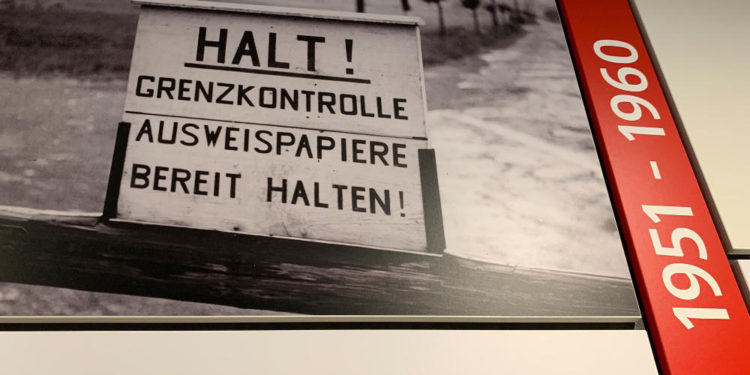 HALT!
GRENZKONTROLLE
AUSWEISPAPIERE
BEREIT HALTEN!
1951 - 1960